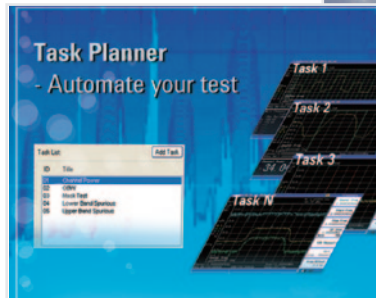 Task Planner
- Automate your test
Task 1
Task 2
Task 3
Task N
Task List
Add Task
ID Title
01 Channel Power
02 OBW
03 Mask Test
04 Lower Band Spurious
05 Upper Band Spurious